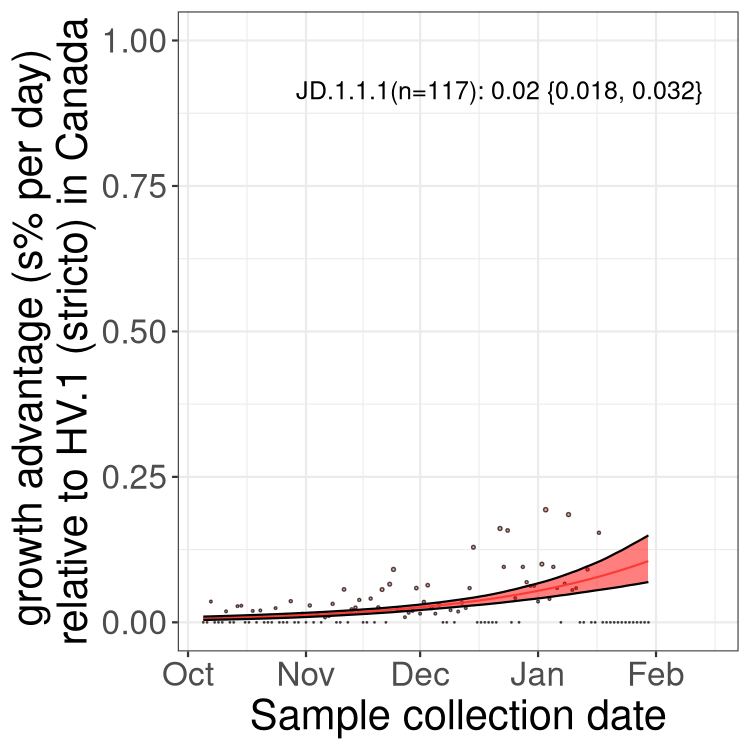 growth advantage (s% per day)
relative to HV.1 (stricto) in Canada
1.00
0.75
0.50
0.25
0.00
JD.1.1.1(n=117): 0.02 {0.018, 0.032}
Oct Nov Dec Jan Feb
Sample collection date